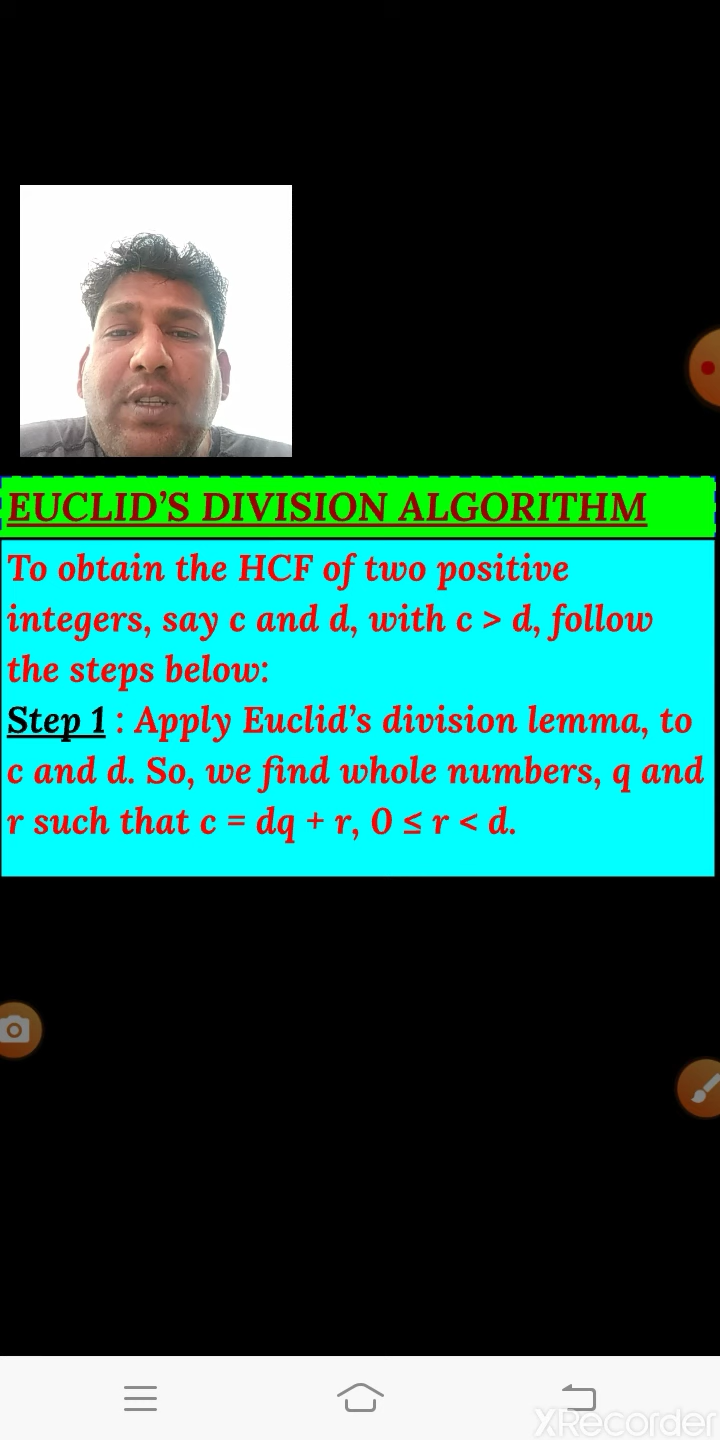 EUCLID’S DIVISION ALGORITHM
To obtain the HCF of two positive
integers, say c and d, with c > d, follow
the steps below:
Step 1 : Apply Euclid’s division lemma, to
c and d. So, we find whole numbers, q and
r such that c = dq + r, 0 ≤ r < d.
XRecorder